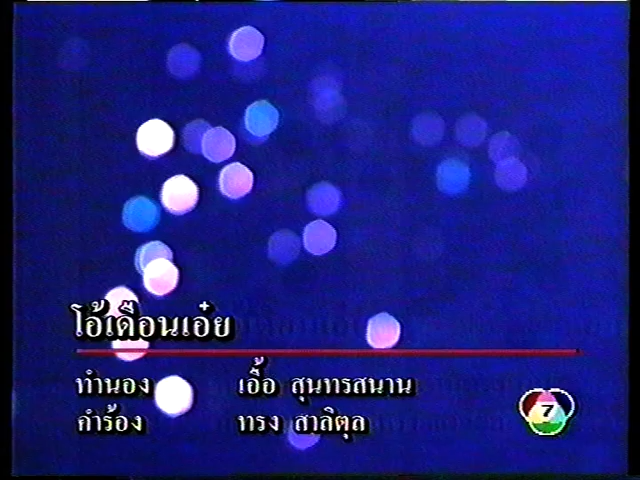 โอ้เดือนเอ๋ย
ทำนอง เอื้อ สุนทรสนาน
คำร้อง ทรง สาลิตุล
7